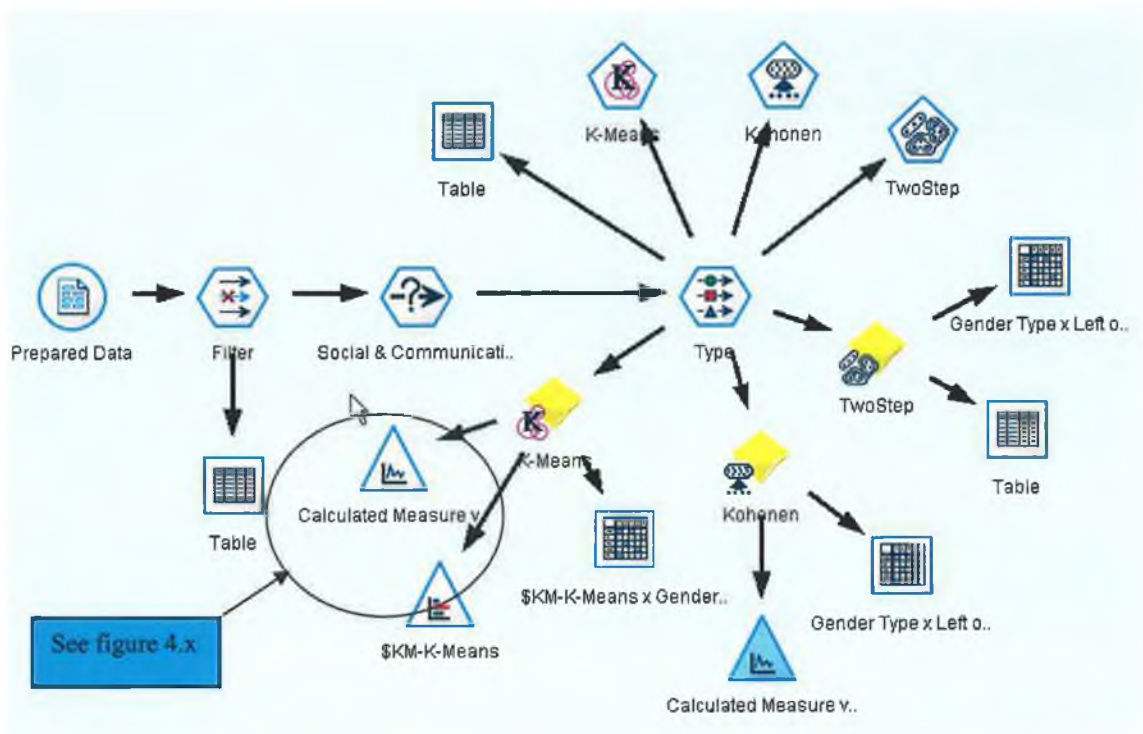 K-Means
Kohonen
Table
TwoStep
Prepared Data
Filter
Social & Communicati..
Type
Gender Type x Left o..
TwoStep
K-Means
Table
Calculated Measure v..
Kohonen
Table
$KM-K-Means x Gender..
Gender Type x Left o..
See figure 4.x
$KM-K-Means
Calculated Measure v..